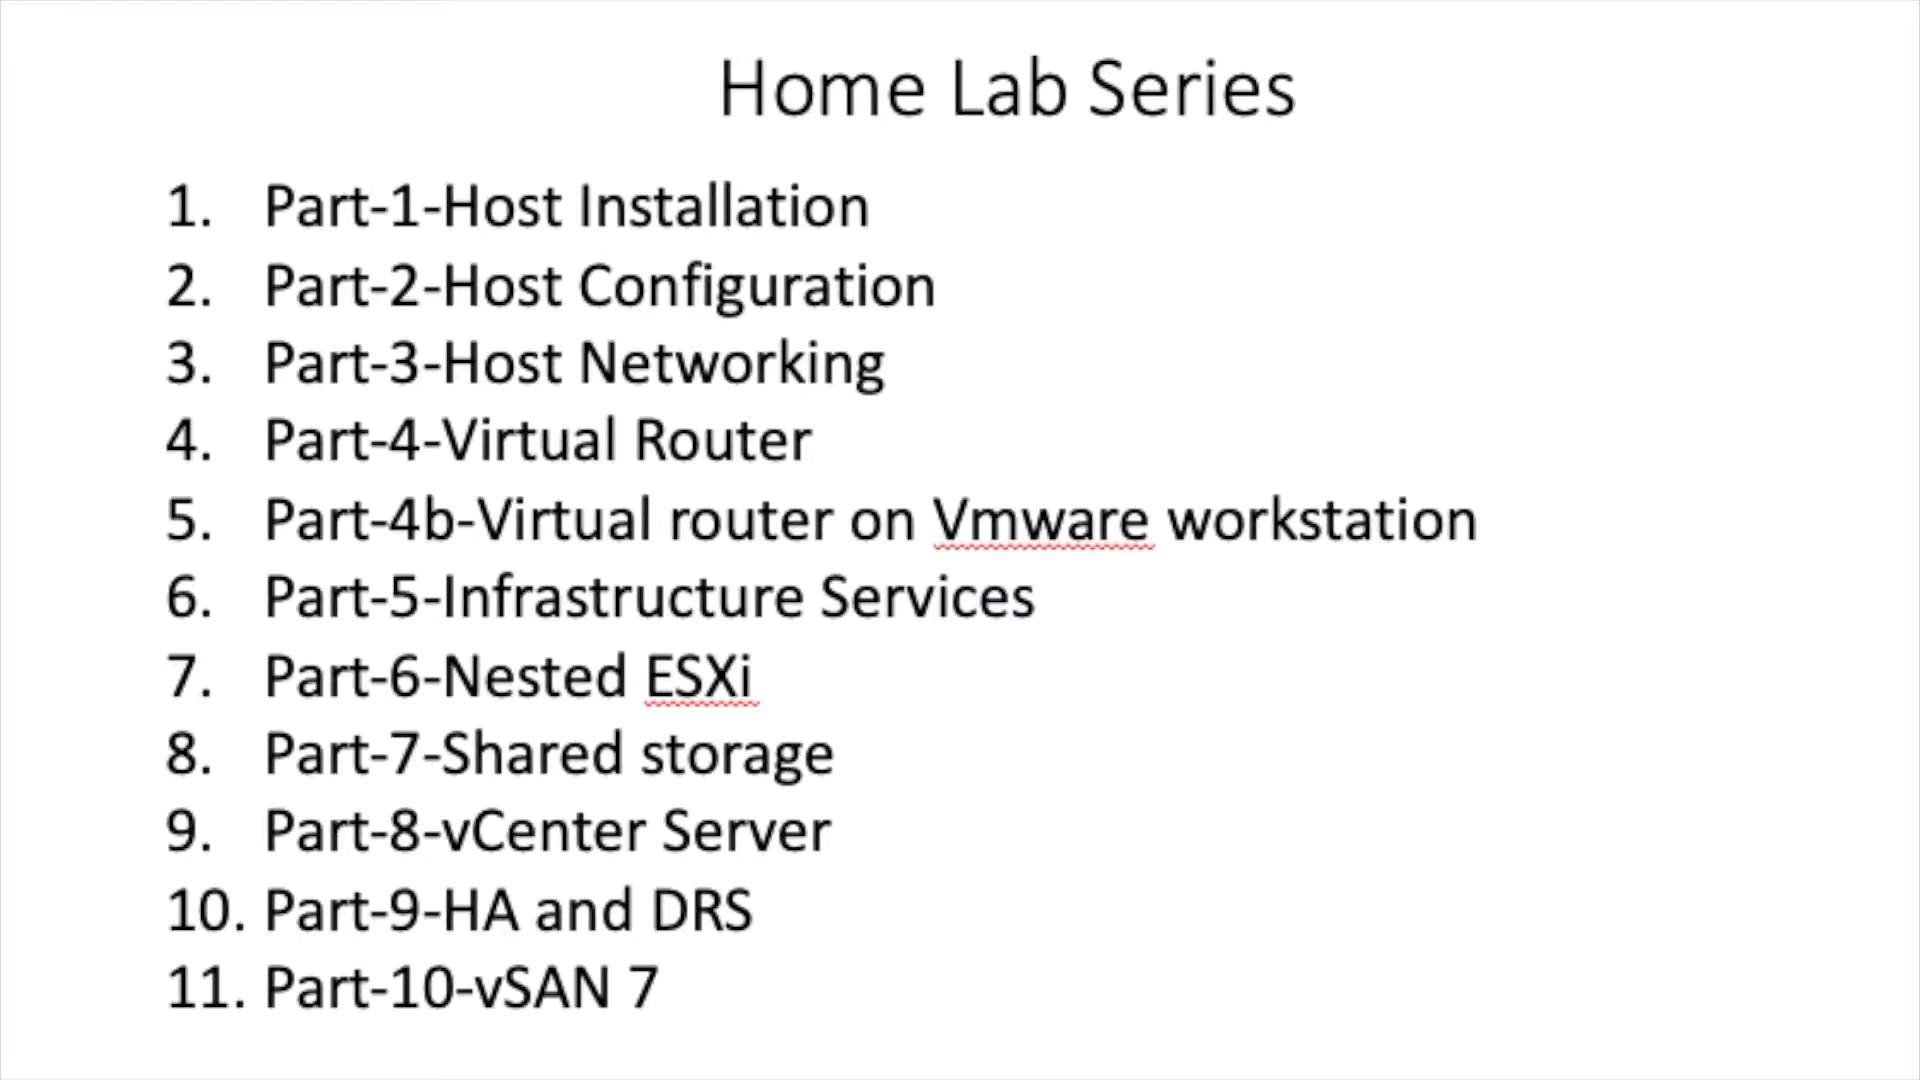 Home Lab Series
1. Part-1-Host Installation
2. Part-2-Host Configuration
3. Part-3-Host Networking
4. Part-4-Virtual Router
5. Part-4b-Virtual router on Vmware workstation
6. Part-5-Infrastructure Services
7. Part-6-Nested ESXi
8. Part-7-Shared storage
9. Part-8-vCenter Server
10. Part-9-HA and DRS
11. Part-10-vSAN 7